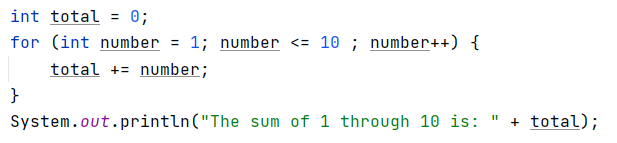 int total = 0;
for (int number = 1; number <= 10 ; number++) {
    total += number;
}
System.out.println("The sum of 1 through 10 is: " + total);